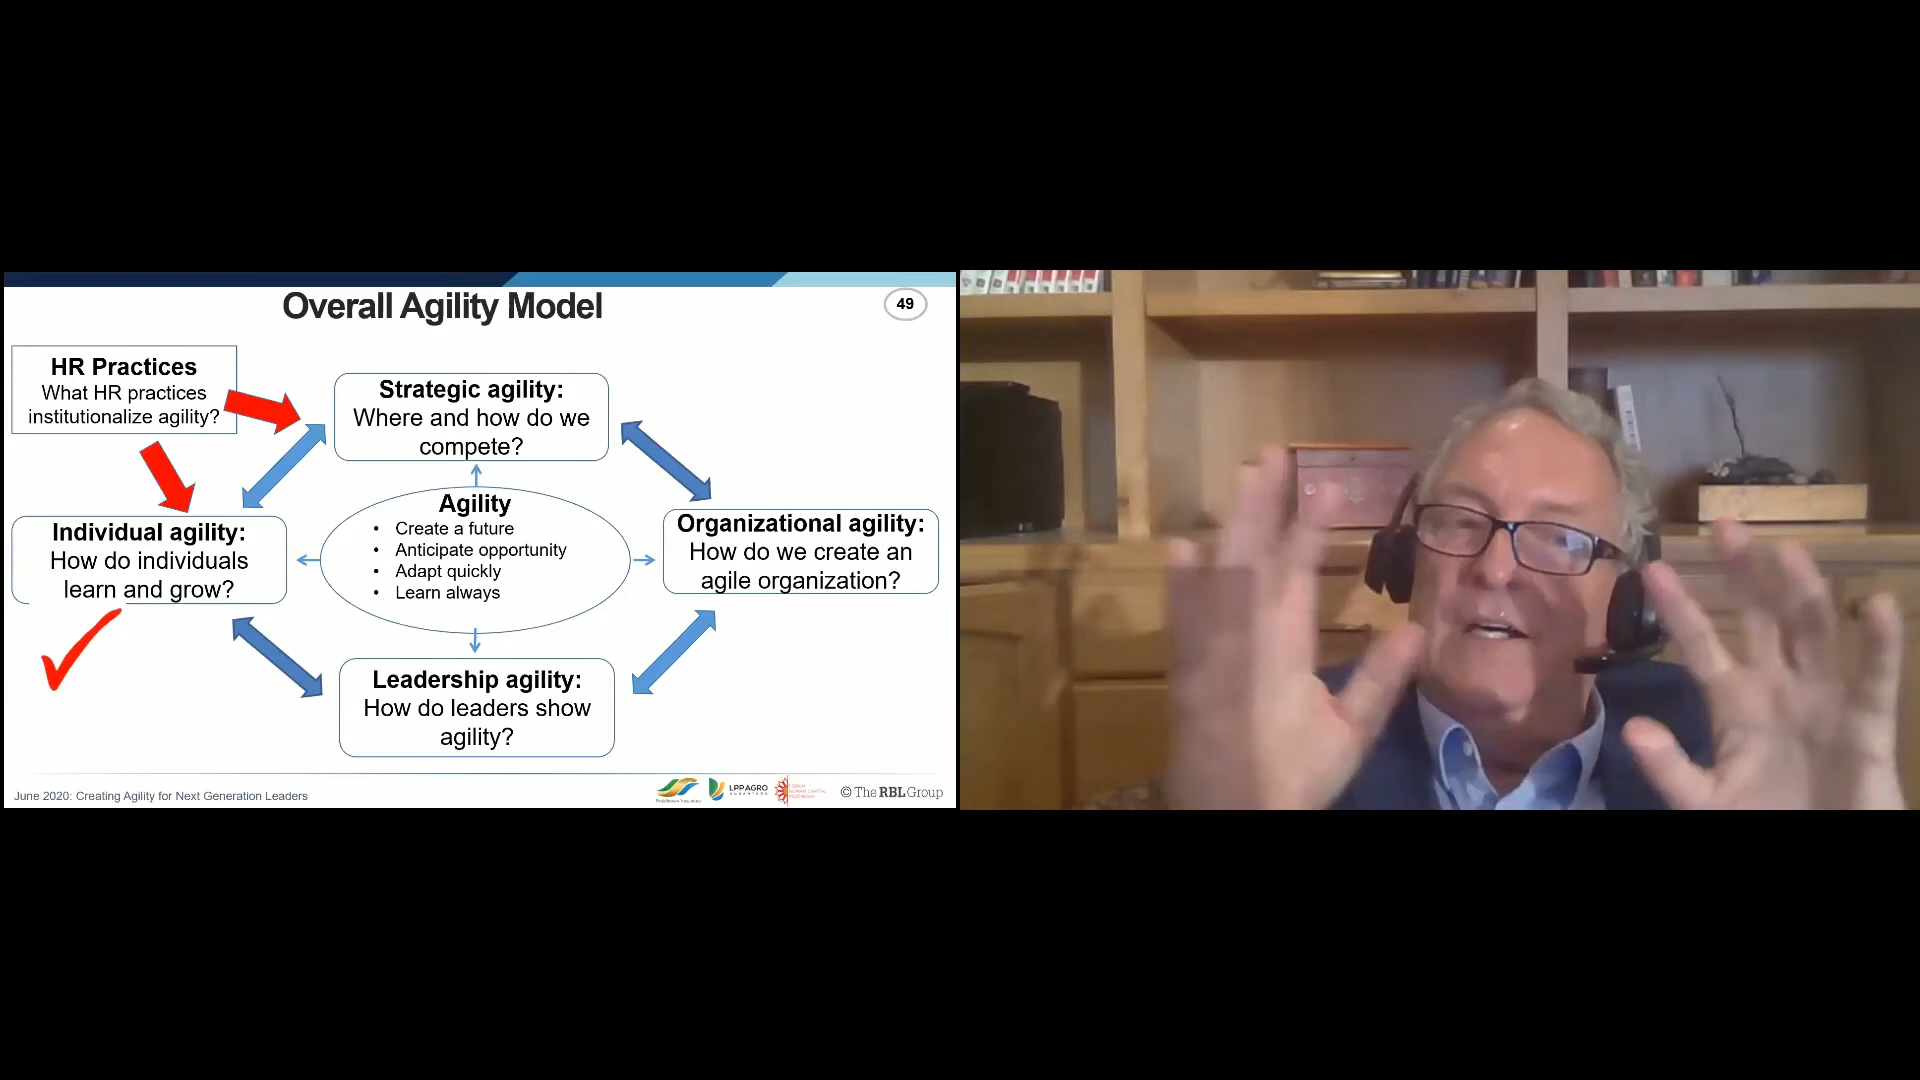 Overall Agility Model
49
HR Practices
What HR practices
institutionalize agility?
Strategic agility:
Where and how do we
compete?
Agility
• Create a future
• Anticipate opportunity
• Adapt quickly
• Learn always
Individual agility:
How do individuals
learn and grow?
Organizational agility:
How do we create an
agile organization?
Leadership agility:
How do leaders show
agility?
June 2020: Creating Agility for Next Generation Leaders
LPP AGRO
NUSANTARA
© The RBL Group